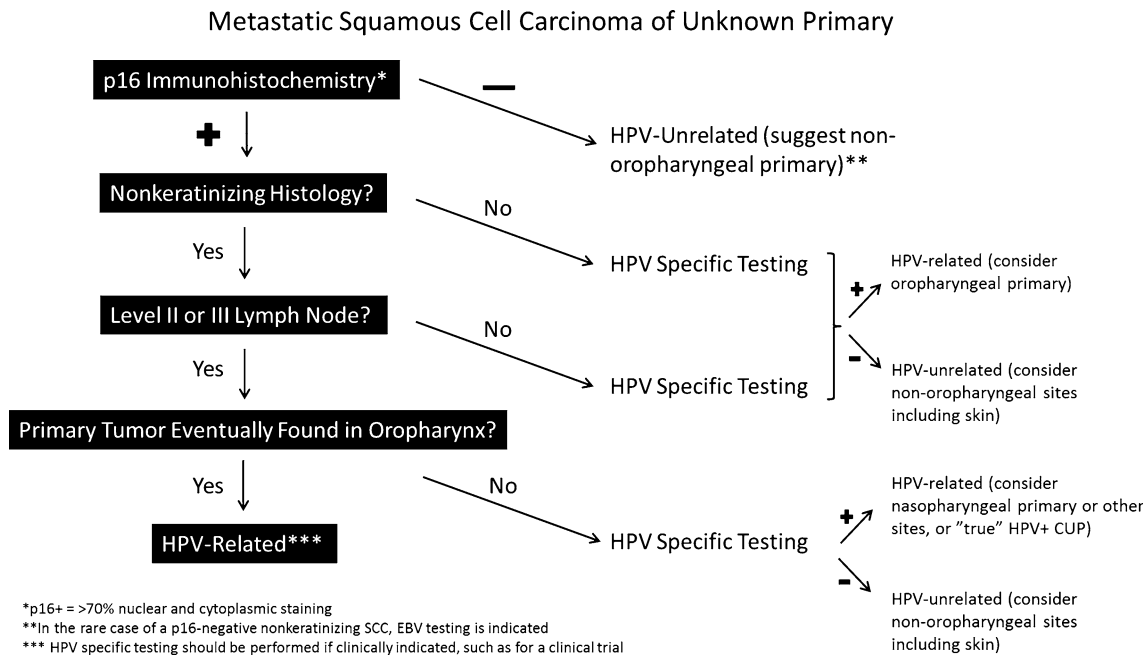 Metastatic Squamous Cell Carcinoma of Unknown Primary
p16 Immunohistochemistry*
−
+
HPV-Unrelated (suggest non-
oropharyngeal primary)**
Nonkeratinizing Histology?
No
Yes
HPV Specific Testing
HPV-related (consider
oropharyngeal primary)
+
Level II or III Lymph Node?
No
Yes
HPV Specific Testing
−
HPV-unrelated (consider
non-oropharyngeal sites
including skin)
Primary Tumor Eventually Found in Oropharynx?
Yes
No
HPV-Related***
HPV Specific Testing
+
HPV-related (consider
nasopharyngeal primary or other
sites, or ”true” HPV+ CUP)
−
HPV-unrelated (consider
non-oropharyngeal sites
including skin)
*p16+ = >70% nuclear and cytoplasmic staining
**In the rare case of a p16-negative nonkeratinizing SCC, EBV testing is indicated
*** HPV specific testing should be performed if clinically indicated, such as for a clinical trial